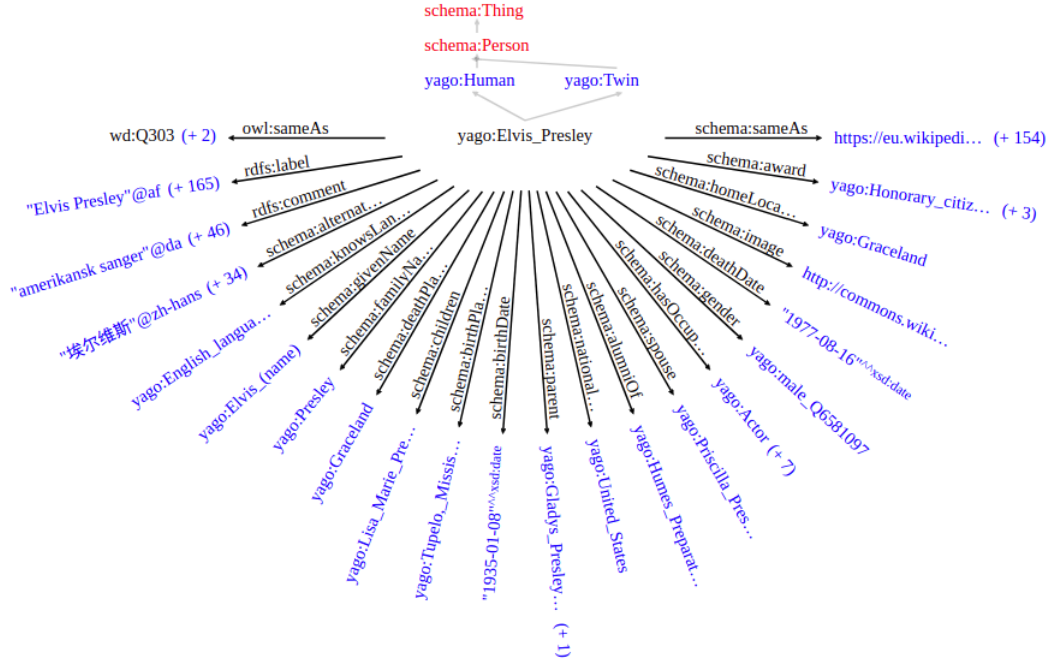 schema:Thing
schema:Person
yago:Human
yago:Twin
yago:Elvis_Presley
owl:sameAs
wd:Q303 (+ 2)
rdfs:label
"Elvis Presley"@af (+ 165)
rdfs:comment
"amerikansk sanger"@da (+ 46)
schema:alternat…
"埃尔维斯"@zh-hans (+ 34)
schema:knowsLan…
yago:English_langua…
schema:givenName
yago:Elvis_(name)
schema:familyNa…
yago:Presley
schema:deathPla…
yago:Graceland
schema:children
yago:Lisa_Marie_Pre…
schema:birthPla…
yago:Tupelo,_Missis…
schema:birthDate
"1935-01-08"^^xsd:date
schema:parent
yago:Gladys_Presley… (+ 1)
schema:national…
yago:United_States
schema:alumniOf
yago:Humes_Preparat…
schema:spouse
yago:Priscilla_Pres…
schema:hasOccup…
yago:Actor (+ 7)
schema:gender
yago:male_Q6581097
schema:deathDate
"1977-08-16"^^xsd:date
schema:image
http://commons.wiki…
schema:homeLoca…
yago:Graceland
schema:award
yago:Honorary_citiz… (+ 3)
schema:sameAs
https://eu.wikipedi… (+ 154)